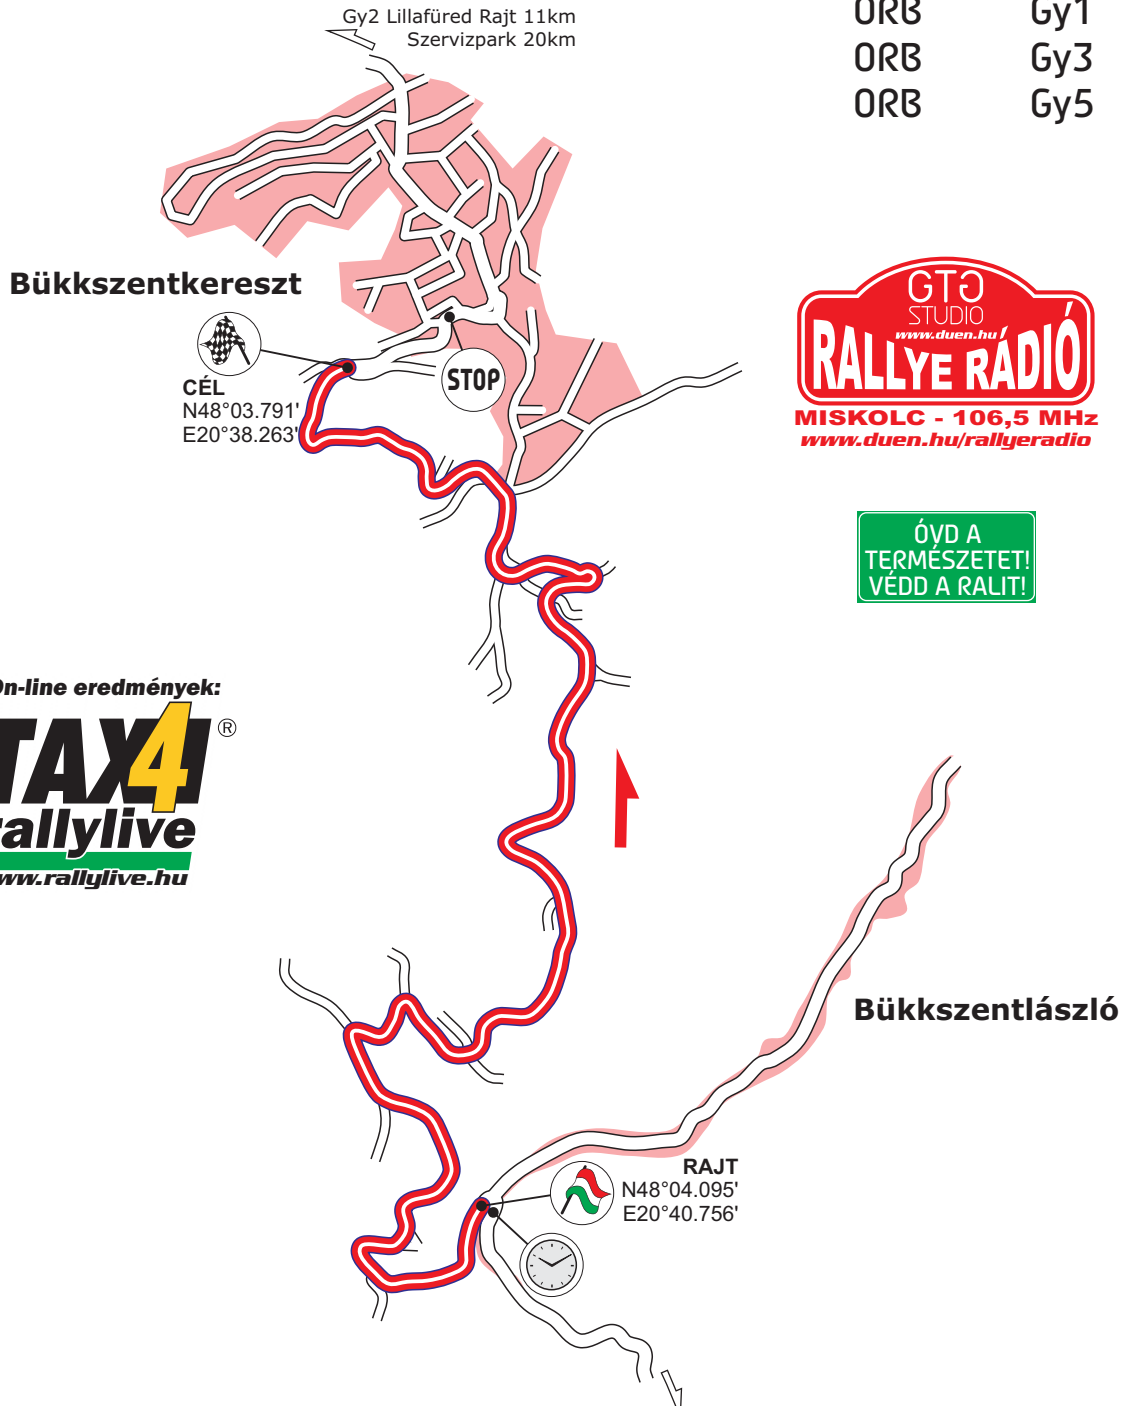 Gy2 Lillafüred Rajt 11km
Szervizpark 20km
ORB Gy1
ORB Gy3
ORB Gy5
Bükkszentkereszt
CÉL
N48°03.791'
E20°38.263'
STOP
GTG
STUDIO
www.duen.hu
RALLYE RÁDIÓ
MISKOLC - 106,5 MHz
www.duen.hu/rallyeradio
ÓVD A
TERMÉSZETET!
VÉDD A RALIT!
On-line eredmények:
TAX4 ®
rallylive
www.rallylive.hu
Bükkszentlászló
RAJT
N48°04.095'
E20°40.756'